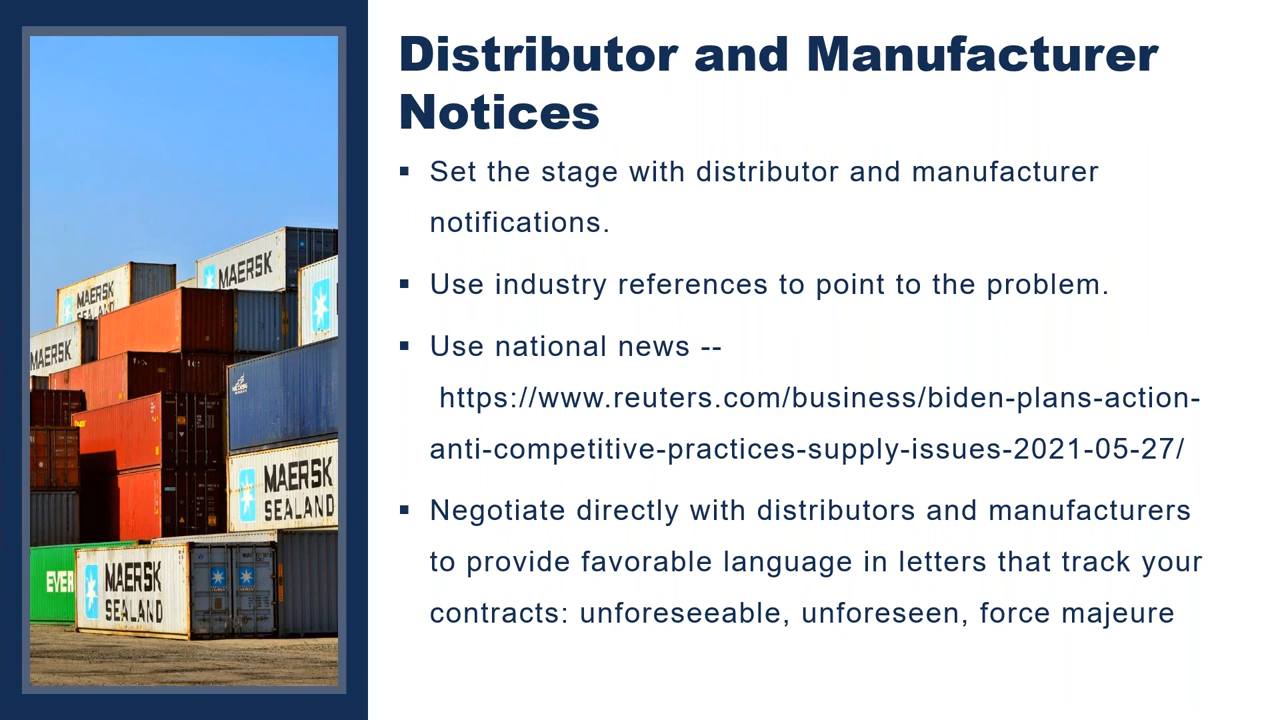 Distributor and Manufacturer
Notices
▪ Set the stage with distributor and manufacturer
notifications.
▪ Use industry references to point to the problem.
▪ Use national news --
https://www.reuters.com/business/biden-plans-action-
anti-competitive-practices-supply-issues-2021-05-27/
▪ Negotiate directly with distributors and manufacturers
to provide favorable language in letters that track your
contracts: unforeseeable, unforeseen, force majeure
MAERSK
MAERSK
SEALAND
MAERSK
MAERSK
SEALAND
EVER
MAERSK
SEALAND